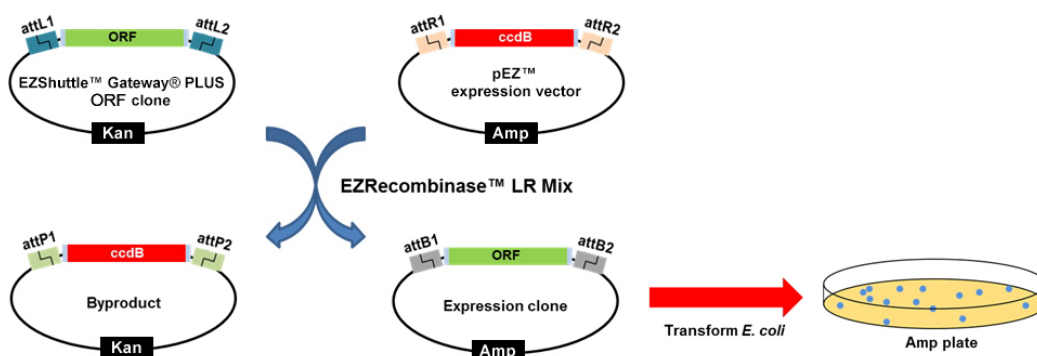 attL1
ORF
attL2
EZShuttle™ Gateway® PLUS
ORF clone
Kan
attR1
ccdB
attR2
pEZ™
expression vector
Amp
EZRecombinase™ LR Mix
attP1
ccdB
attP2
Byproduct
Kan
attB1
ORF
attB2
Expression clone
Amp
Transform E. coli
Amp plate